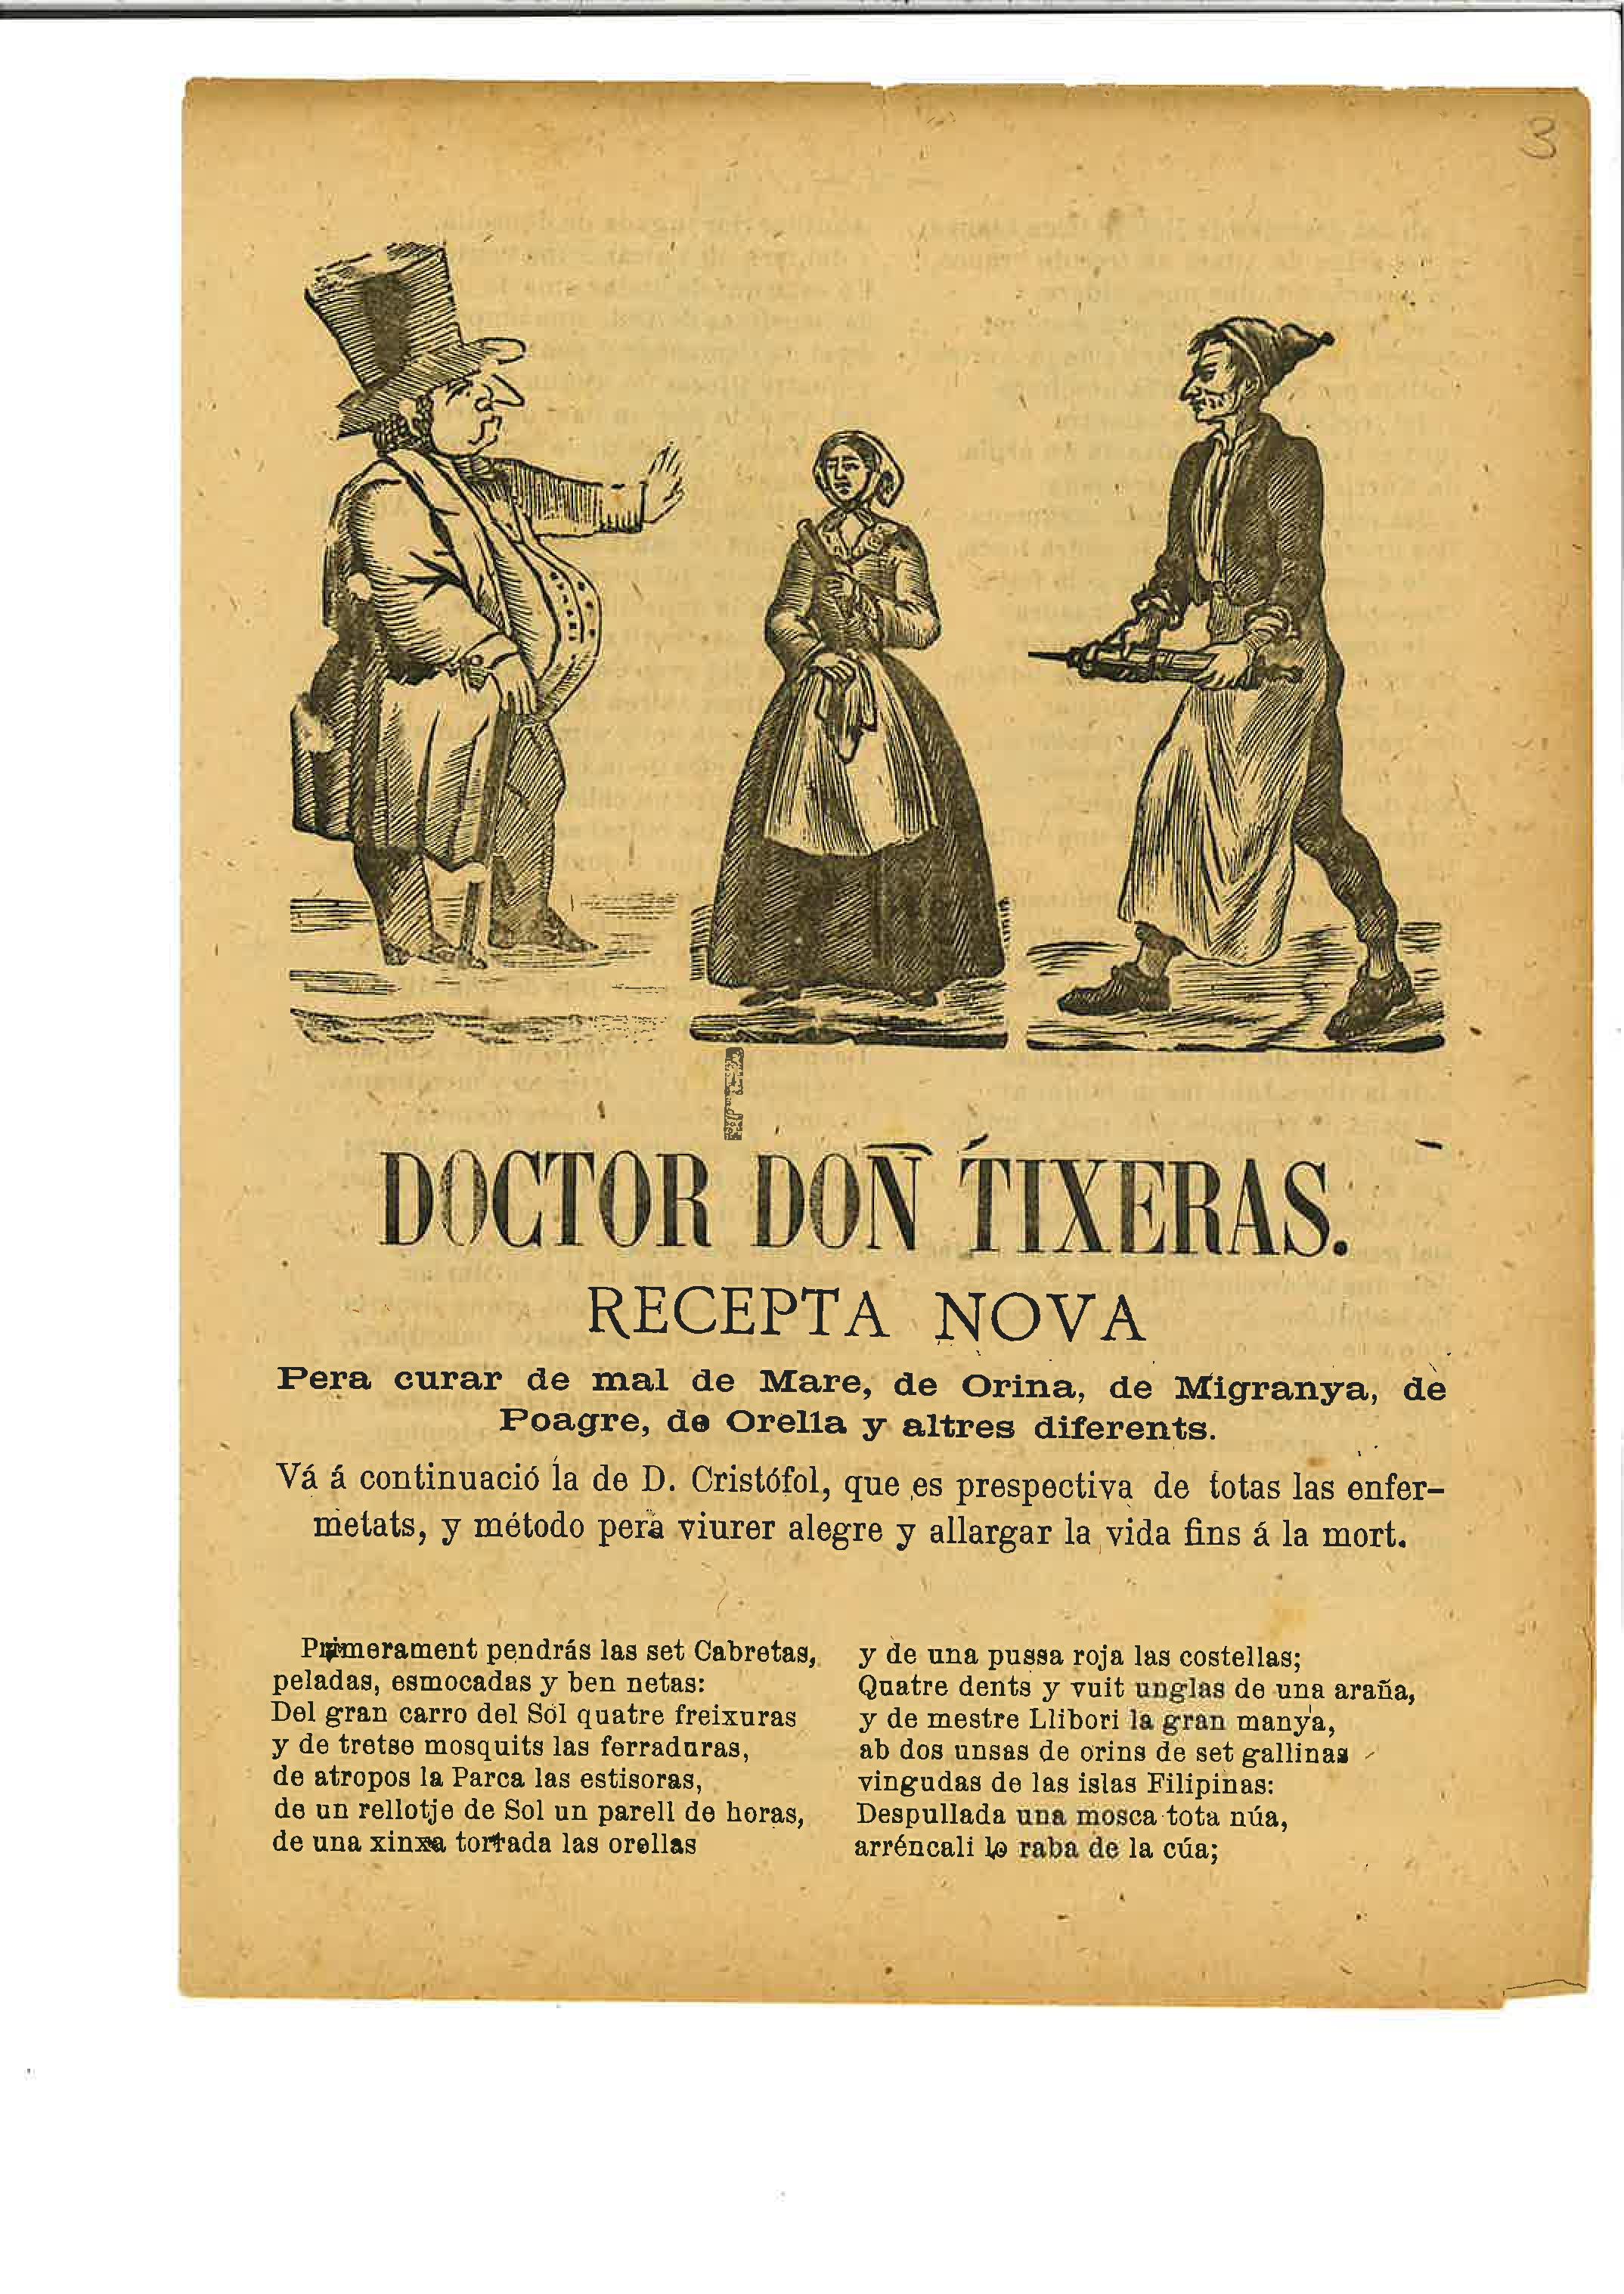 3
DOCTOR DON TIXERAS.
RECEPTA NOVA
Pera curar de mal de Mare, de Orina, de Migranya, de
Poagre, de Orella y altres diferents.
Vá á continuació la de D. Cristófol, que es prespectiva de totas las enfer-
metats, y método pera viurer alegre y allargar la vida fins á la mort.
Primerament pendrás las set Cabretas,
peladas, esmocadas y ben netas:
Del gran carro del Sól quatre freixuras
y de tretse mosquits las ferraduras,
de atropos la Parca las estisoras,
de un rellotje de Sol un parell de horas,
de una xinxa torrada las orellas
y de una pussa roja las costellas;
Quatre dents y vuit unglas de una araña,
y de mestre Llibori la gran manya,
ab dos unsas de orins de set gallinas
vingudas de las islas Filipinas:
Despullada una mosca tota núa,
arréncali lo raba de la cúa;